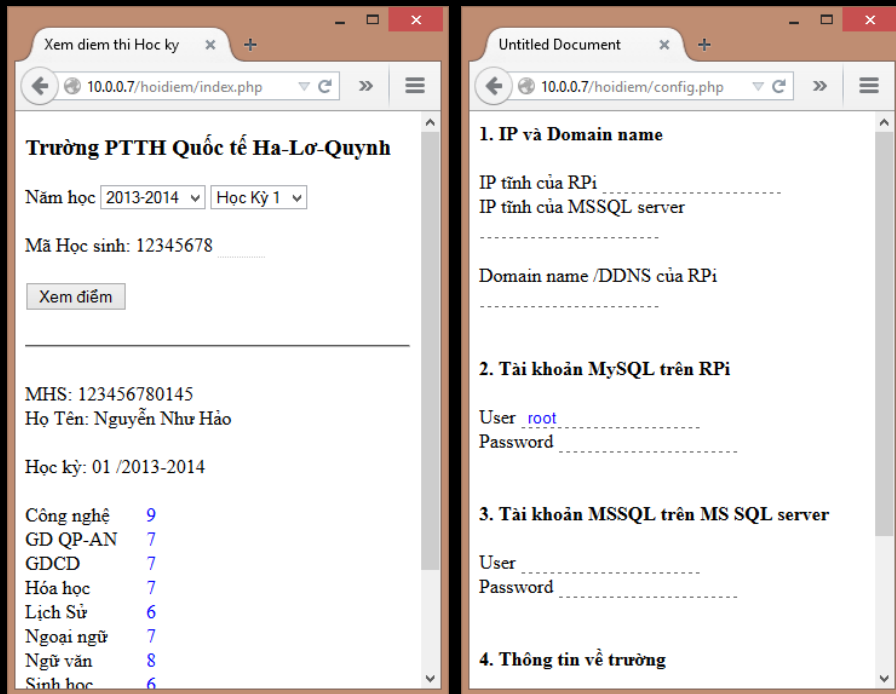 Xem diem thi Hoc ky
10.0.0.7/hoidiem/index.php
Trường PTTH Quốc tế Ha-Lơ-Quynh
Năm học 2013-2014 Học Kỳ 1
Mã Học sinh: 12345678
Xem điểm
MHS: 123456780145
Họ Tên: Nguyễn Như Hảo
Học kỳ: 01 /2013-2014
Công nghệ 9
GD QP-AN 7
GDCD 7
Hóa học 7
Lịch Sử 6
Ngoại ngữ 7
Ngữ văn 8
Sinh học 6
Untitled Document
10.0.0.7/hoidiem/config.php
1. IP và Domain name
IP tĩnh của RPi
IP tĩnh của MSSQL server
Domain name /DDNS của RPi
2. Tài khoản MySQL trên RPi
User root
Password
3. Tài khoản MSSQL trên MS SQL server
User
Password
4. Thông tin về trường